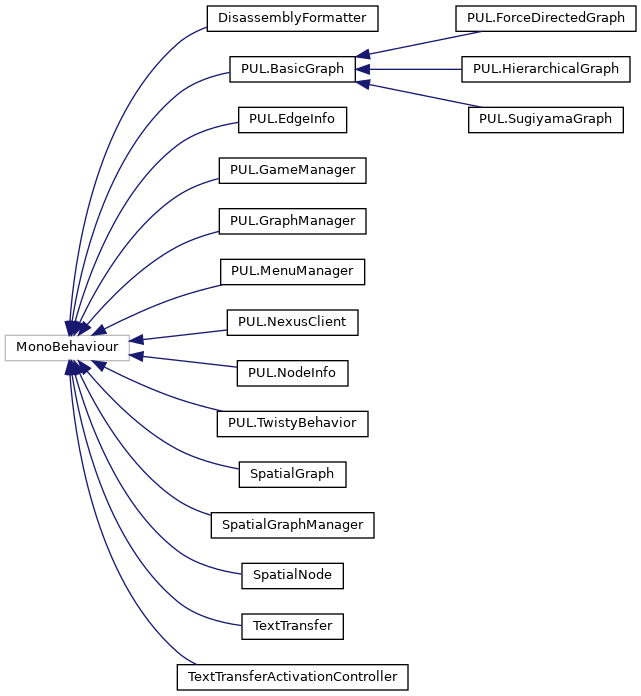 DisassemblyFormatter
PUL.ForceDirectedGraph
PUL.BasicGraph
PUL.HierarchicalGraph
PUL.EdgeInfo
PUL.SugiyamaGraph
PUL.GameManager
PUL.GraphManager
PUL.MenuManager
PUL.NexusClient
MonoBehaviour
PUL.NodeInfo
PUL.TwistyBehavior
SpatialGraph
SpatialGraphManager
SpatialNode
TextTransfer
TextTransferActivationController